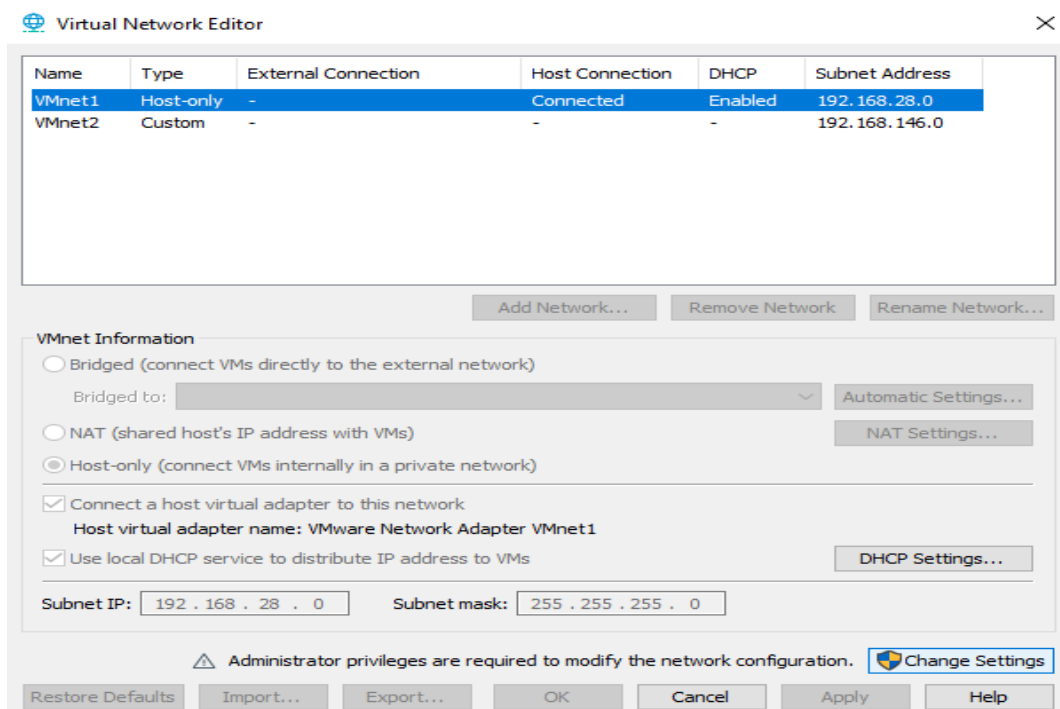 Virtual Network Editor
Name Type External Connection Host Connection DHCP Subnet Address
VMnet1 Host-only - Connected Enabled 192.168.28.0
VMnet2 Custom - - - 192.168.146.0
Add Network... Remove Network Rename Network...
VMnet Information
Bridged (connect VMs directly to the external network)
Bridged to: Automatic Settings...
NAT (shared host's IP address with VMs) NAT Settings...
Host-only (connect VMs internally in a private network)
Connect a host virtual adapter to this network
Host virtual adapter name: VMware Network Adapter VMnet1
Use local DHCP service to distribute IP address to VMs DHCP Settings...
Subnet IP: 192 . 168 . 28 . 0 Subnet mask: 255 . 255 . 255 . 0
Administrator privileges are required to modify the network configuration. Change Settings
Restore Defaults Import... Export... OK Cancel Apply Help